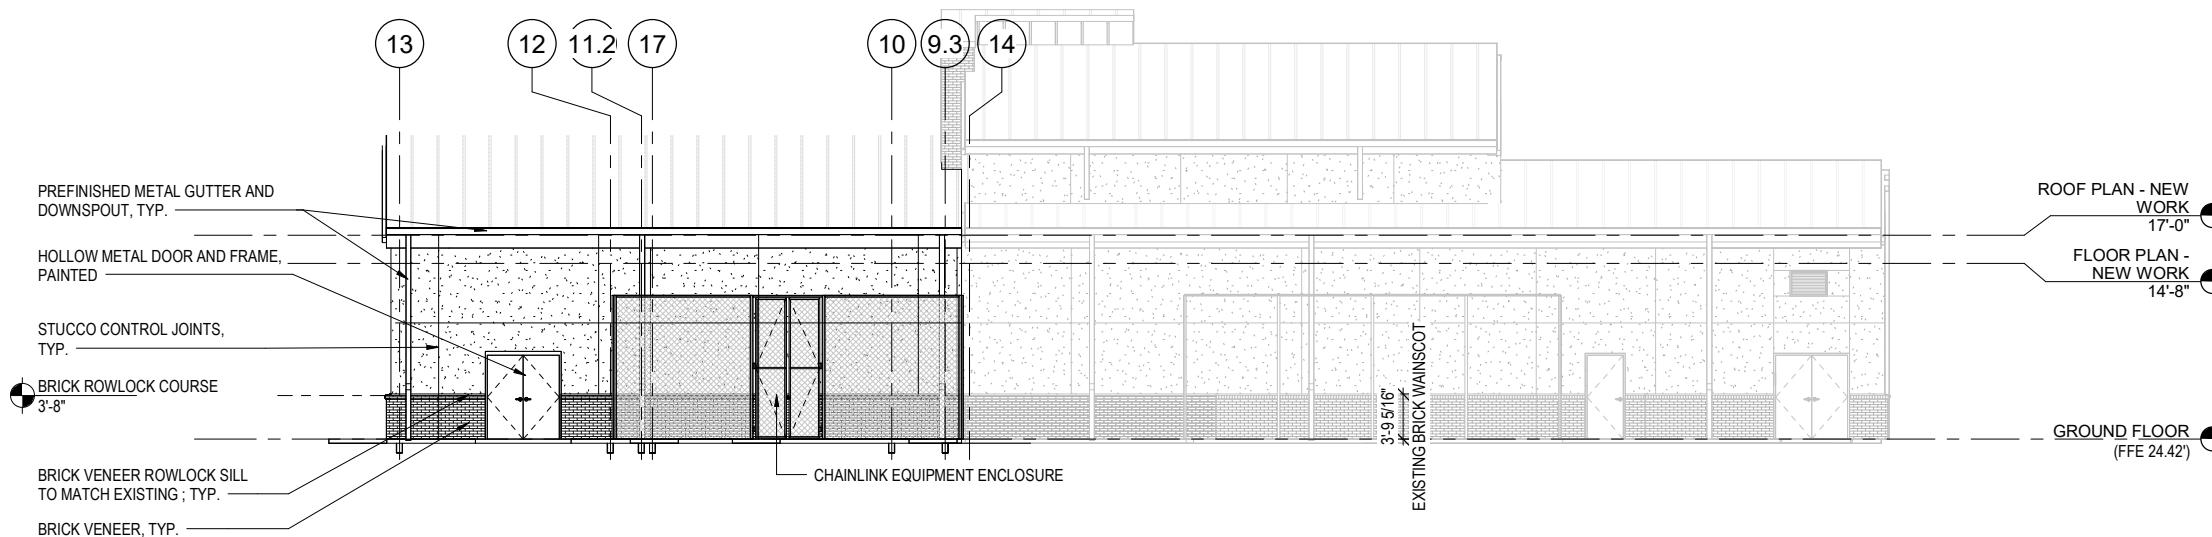 13
12
11.2
17
10
9.3
14
PREFINISHED METAL GUTTER AND
DOWNSPOUT, TYP.
HOLLOW METAL DOOR AND FRAME,
PAINTED
STUCCO CONTROL JOINTS,
TYP.
BRICK ROWLOCK COURSE
3'-8"
BRICK VENEER ROWLOCK SILL
TO MATCH EXISTING ; TYP.
BRICK VENEER, TYP.
CHAINLINK EQUIPMENT ENCLOSURE
3'-9 5/16"
EXISTING BRICK WAINSCOT
ROOF PLAN - NEW
WORK
17'-0"
FLOOR PLAN -
NEW WORK
14'-8"
GROUND FLOOR
(FFE 24.42')